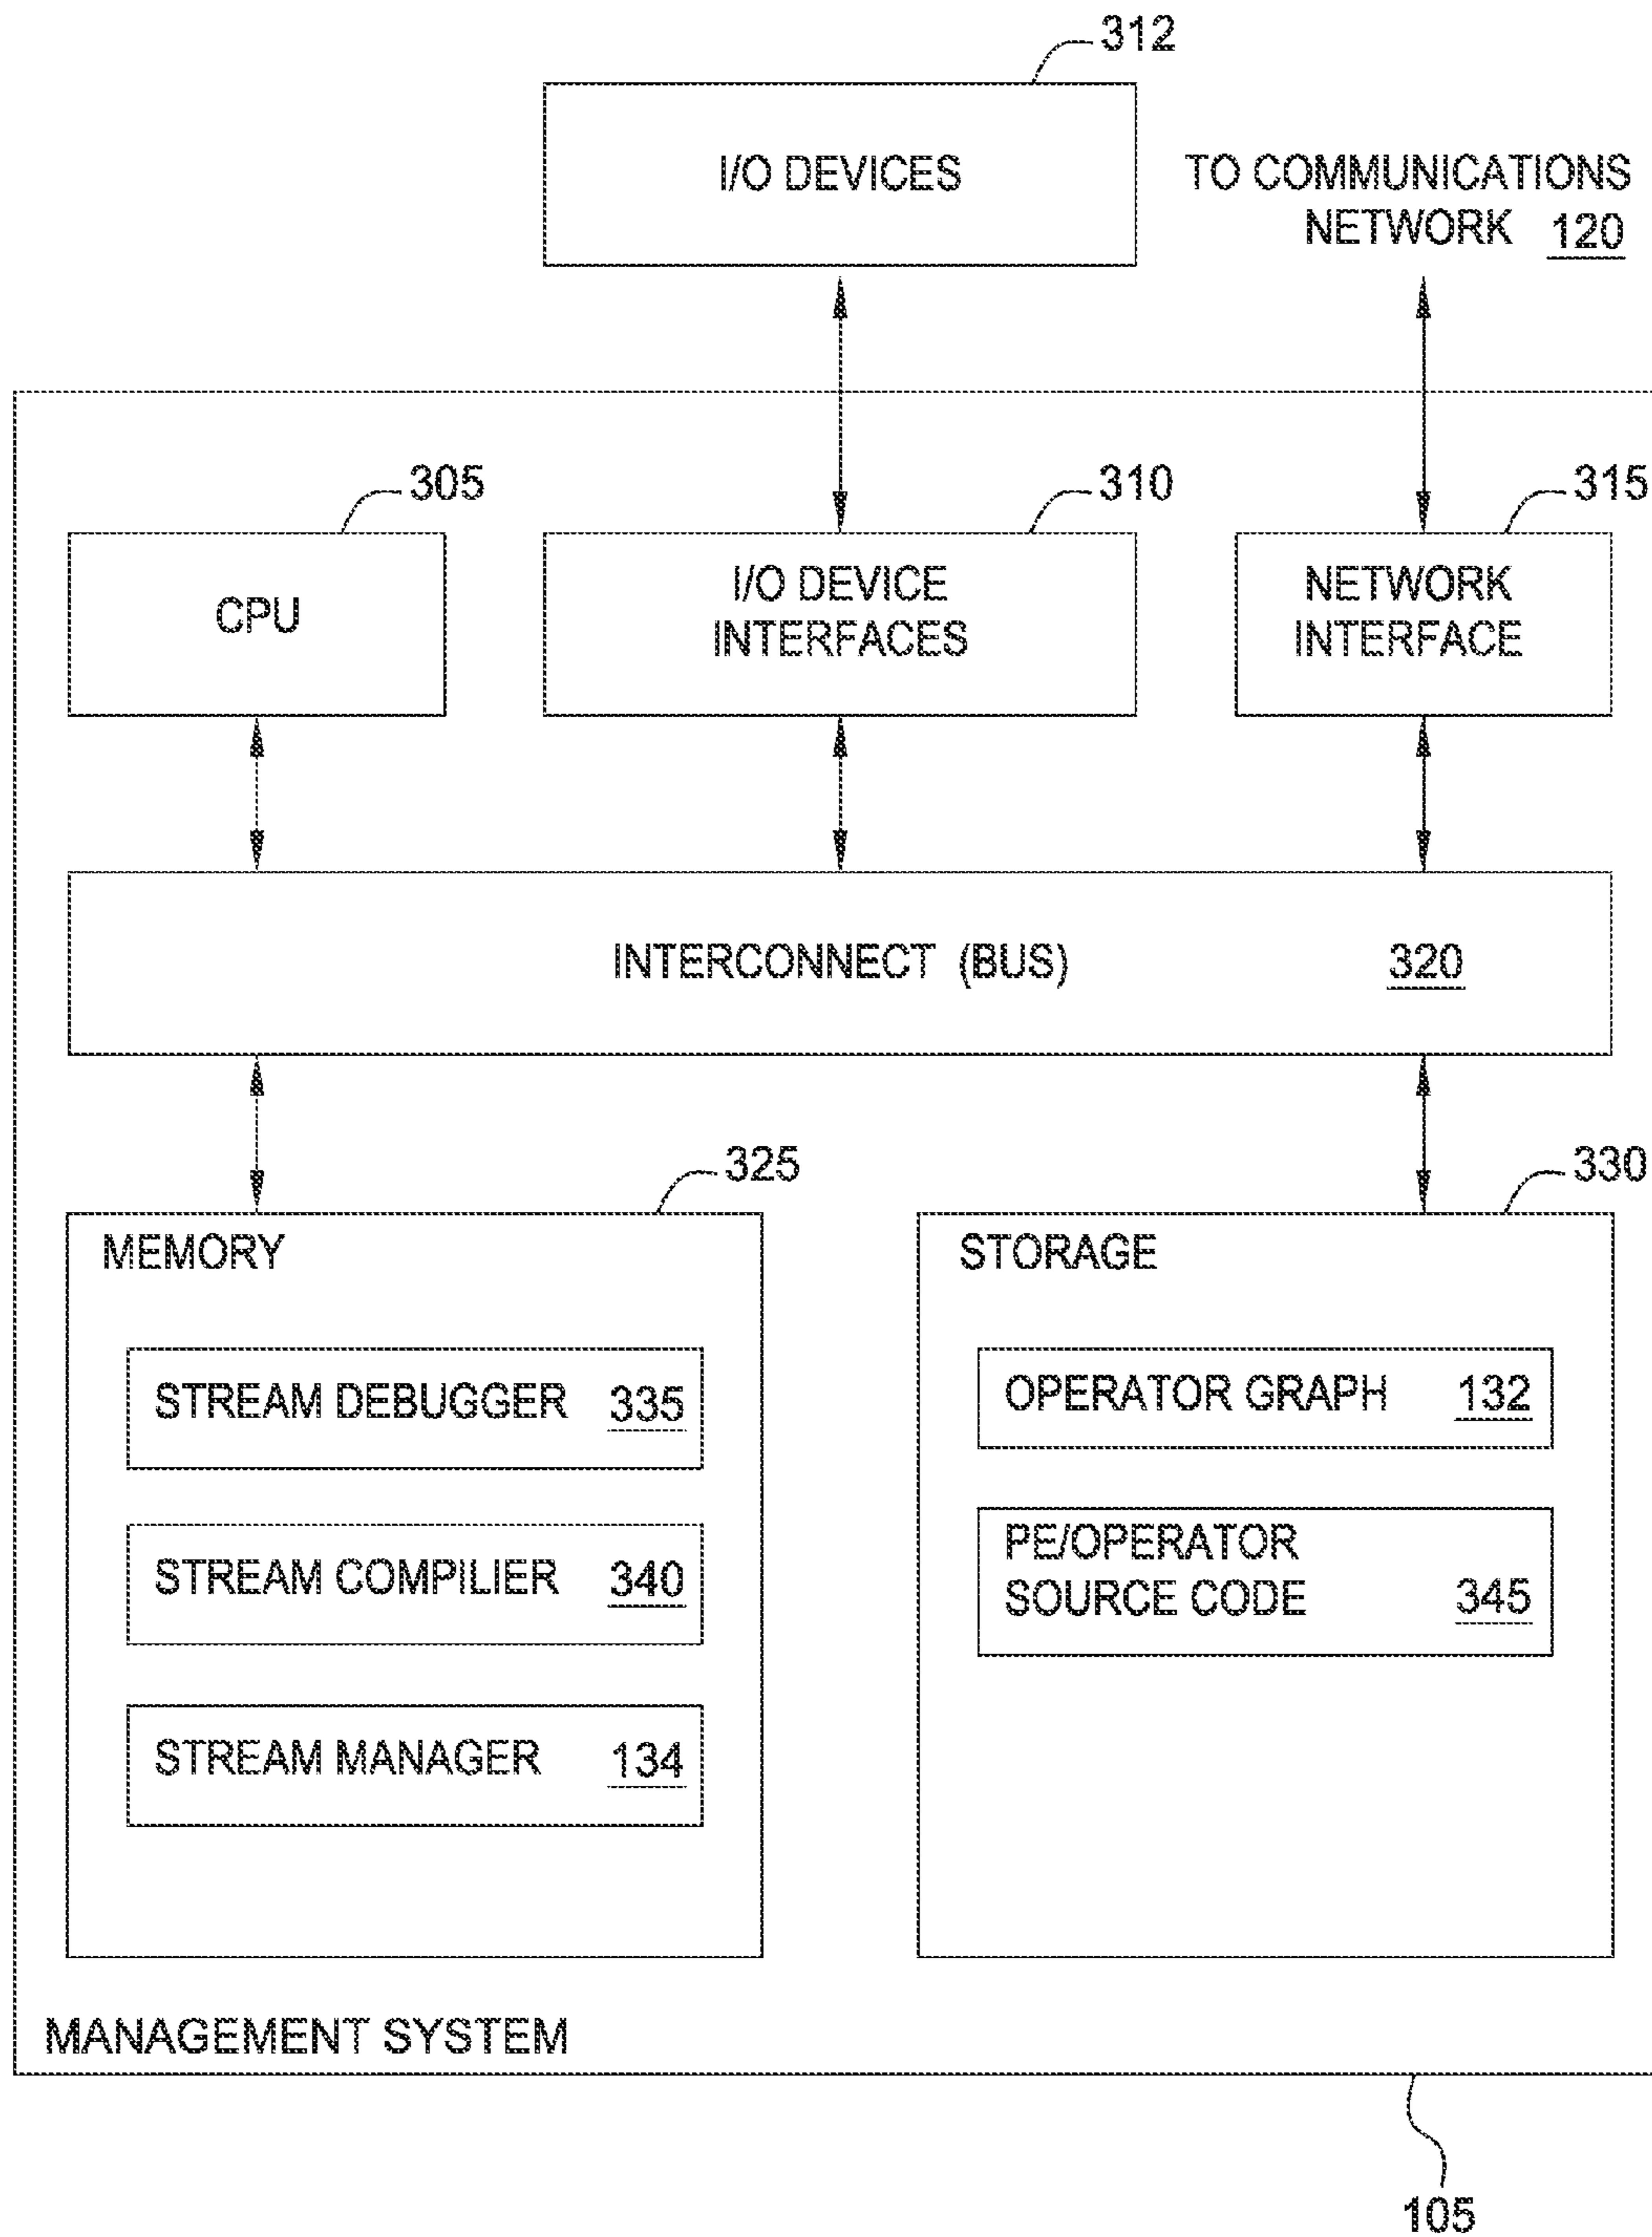 312
I/O DEVICES
TO COMMUNICATIONS
NETWORK 120
305
310
315
CPU
I/O DEVICE
INTERFACES
NETWORK
INTERFACE
INTERCONNECT (BUS) 320
325
330
MEMORY
STREAM DEBUGGER 335
STREAM COMPILIER 340
STREAM MANAGER 134
STORAGE
OPERATOR GRAPH 132
PE/OPERATOR
SOURCE CODE 345
MANAGEMENT SYSTEM
105